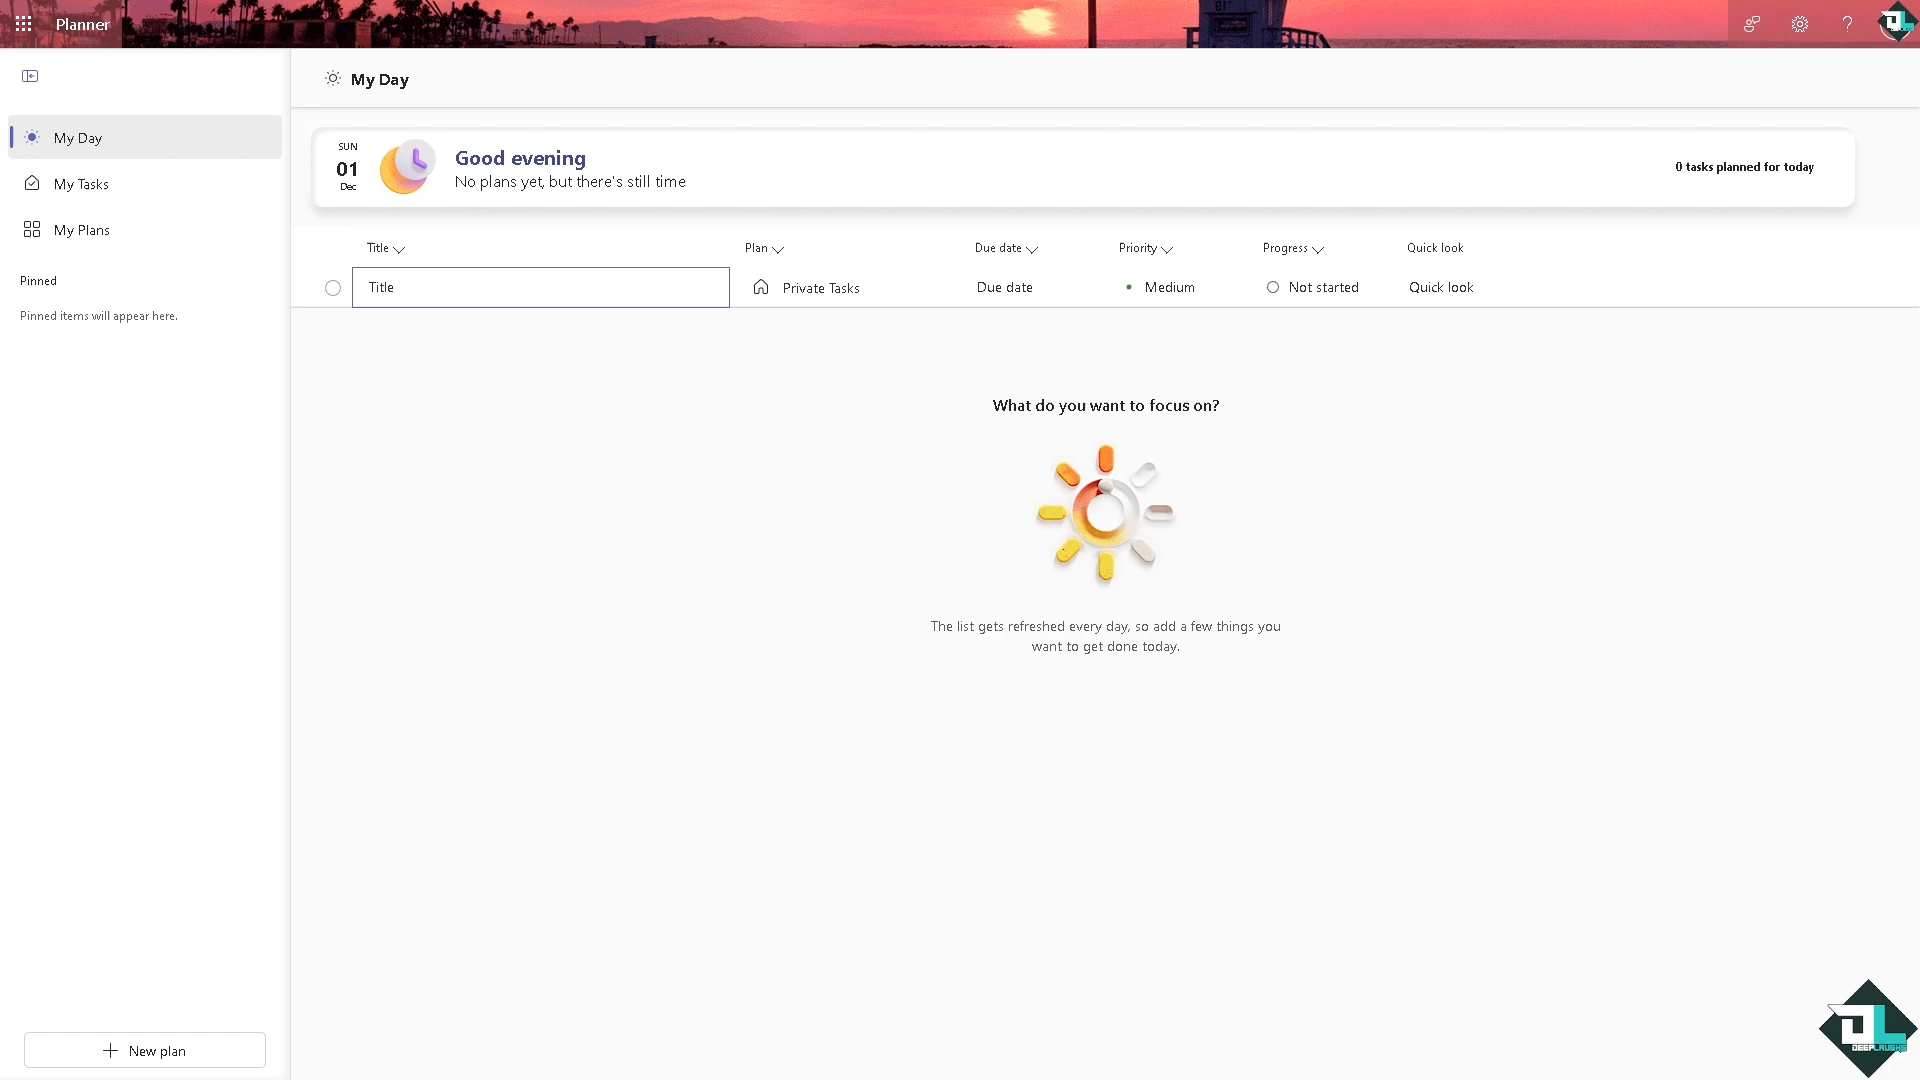 Planner
My Day
My Day
My Tasks
My Plans
Pinned
Pinned items will appear here.
SUN
01
Dec
Good evening
No plans yet, but there's still time
0 tasks planned for today
Title Plan Due date Priority Progress Quick look
Title Private Tasks Due date Medium Not started Quick look
What do you want to focus on?
The list gets refreshed every day, so add a few things you
want to get done today.
New plan
DL
DEEPLAUGHS